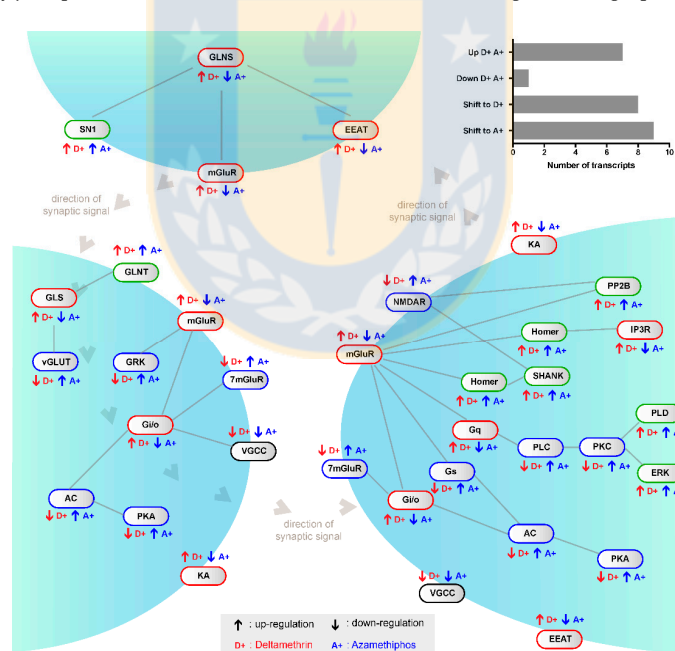 GLNS
↑ D+ ↓ A+
SN1
↑ D+ ↑ A+
EEAT
↑ D+ ↓ A+
mGluR
↑ D+ ↓ A+
Up D+ A+
Down D+ A+
Shift to D+
Shift to A+
0 2 4 6 8 10
Number of transcripts
direction of
synaptic signal
direction of
synaptic signal
↑ D+ ↑ A+
GLNT
GLS
↑ D+ ↓ A+
↑ D+ ↓ A+
mGluR
vGLUT
↓ D+ ↑ A+
GRK
↓ D+ ↑ A+
↓ D+ ↑ A+
7mGluR
Gi/o
↑ D+ ↓ A+
↓ D+ ↓ A+
VGCC
AC
↓ D+ ↑ A+
PKA
↓ D+ ↑ A+
↑ D+ ↓ A+
KA
direction of
synaptic signal
↑ D+ ↓ A+
KA
↓ D+ ↑ A+
NMDAR
PP2B
↑ D+ ↑ A+
↑ D+ ↓ A+
mGluR
Homer
↑ D+ ↑ A+
IP3R
↑ D+ ↓ A+
Homer
↑ D+ ↑ A+
SHANK
↑ D+ ↑ A+
Gq
↑ D+ ↓ A+
PLC
↓ D+ ↑ A+
PKC
↓ D+ ↑ A+
PLD
↑ D+ ↑ A+
ERK
↑ D+ ↑ A+
↓ D+ ↑ A+
7mGluR
Gs
↓ D+ ↑ A+
Gi/o
↑ D+ ↓ A+
AC
↓ D+ ↑ A+
PKA
↓ D+ ↑ A+
↓ D+ ↓ A+
VGCC
↑ D+ ↓ A+
EEAT
↑ : up-regulation ↓ : down-regulation
D+ : Deltamethrin A+ : Azamethiphos